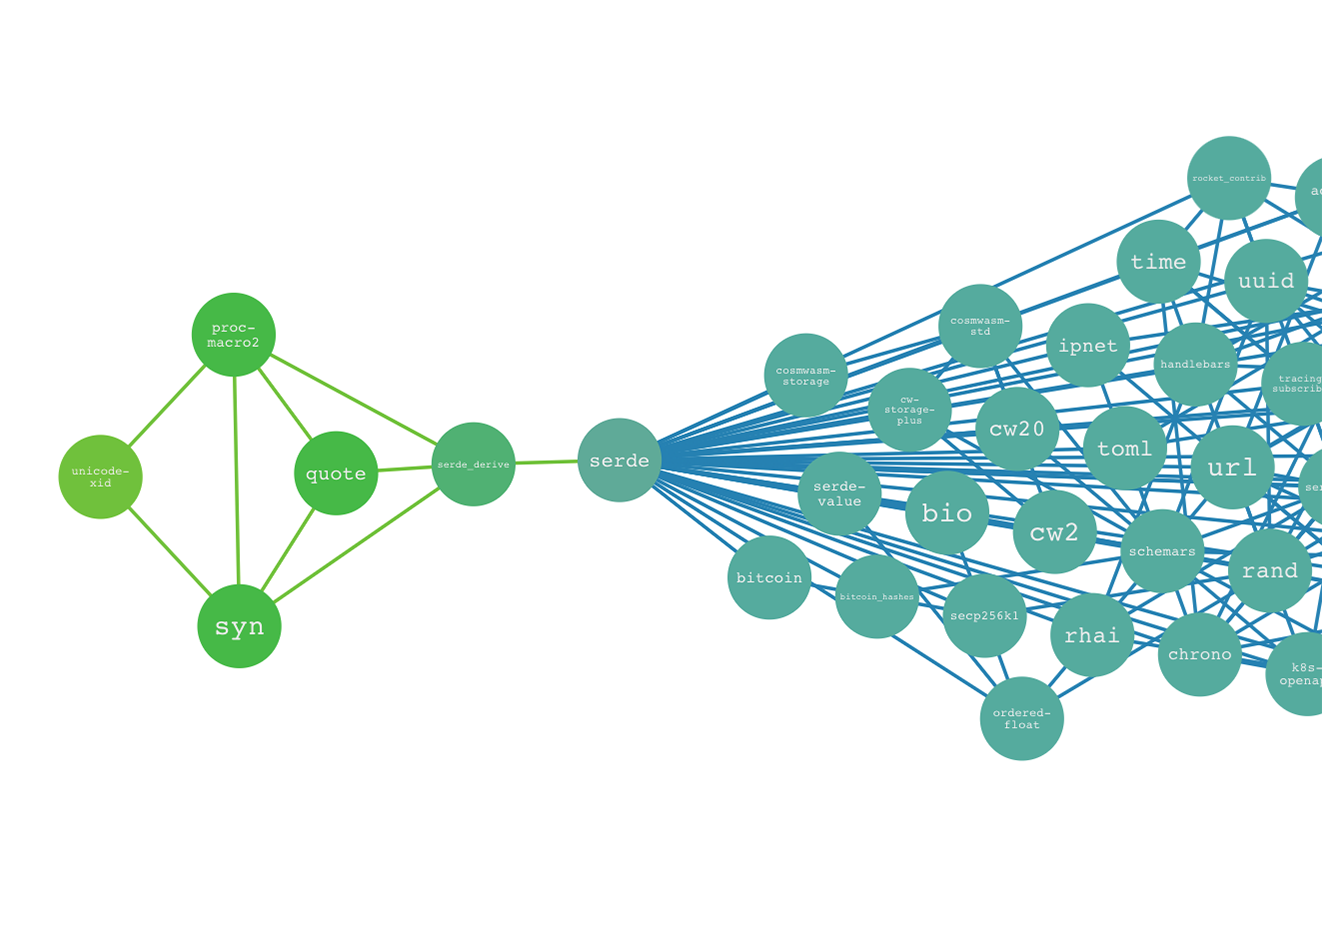 rocket_contrib
time
uuid
proc-
macro2
cosmwasm-
std
ipnet
handlebars
cosmwasm-
storage
tracing
subscrib
cw-
storage-
plus
cw20
toml
unicode-
xid
quote
serde_derive
serde
url
serde-
value
bio
cw2
schemars
bitcoin
bitcoin_hashes
secp256k1
rand
syn
rhai
chrono
k8s-
openap
ordered-
float